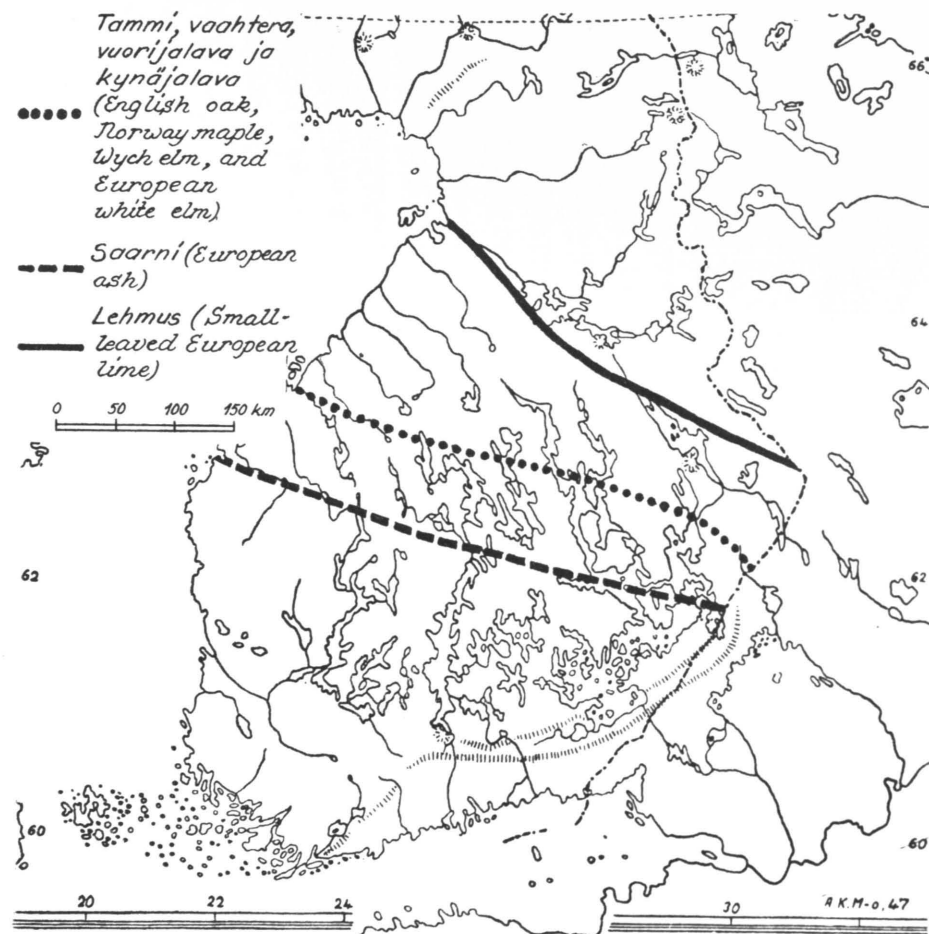 Tammi, vaahtera,
vuorijalava ja
kynäjalava
(English oak,
Norway maple,
Wych elm, and
European
white elm)
Saarni (European
ash)
Lehmus (Small-
leaved European
lime)
0 50 100 150 km
66
64
62
62
60
60
20 22 24 30
A.K.M-o.47